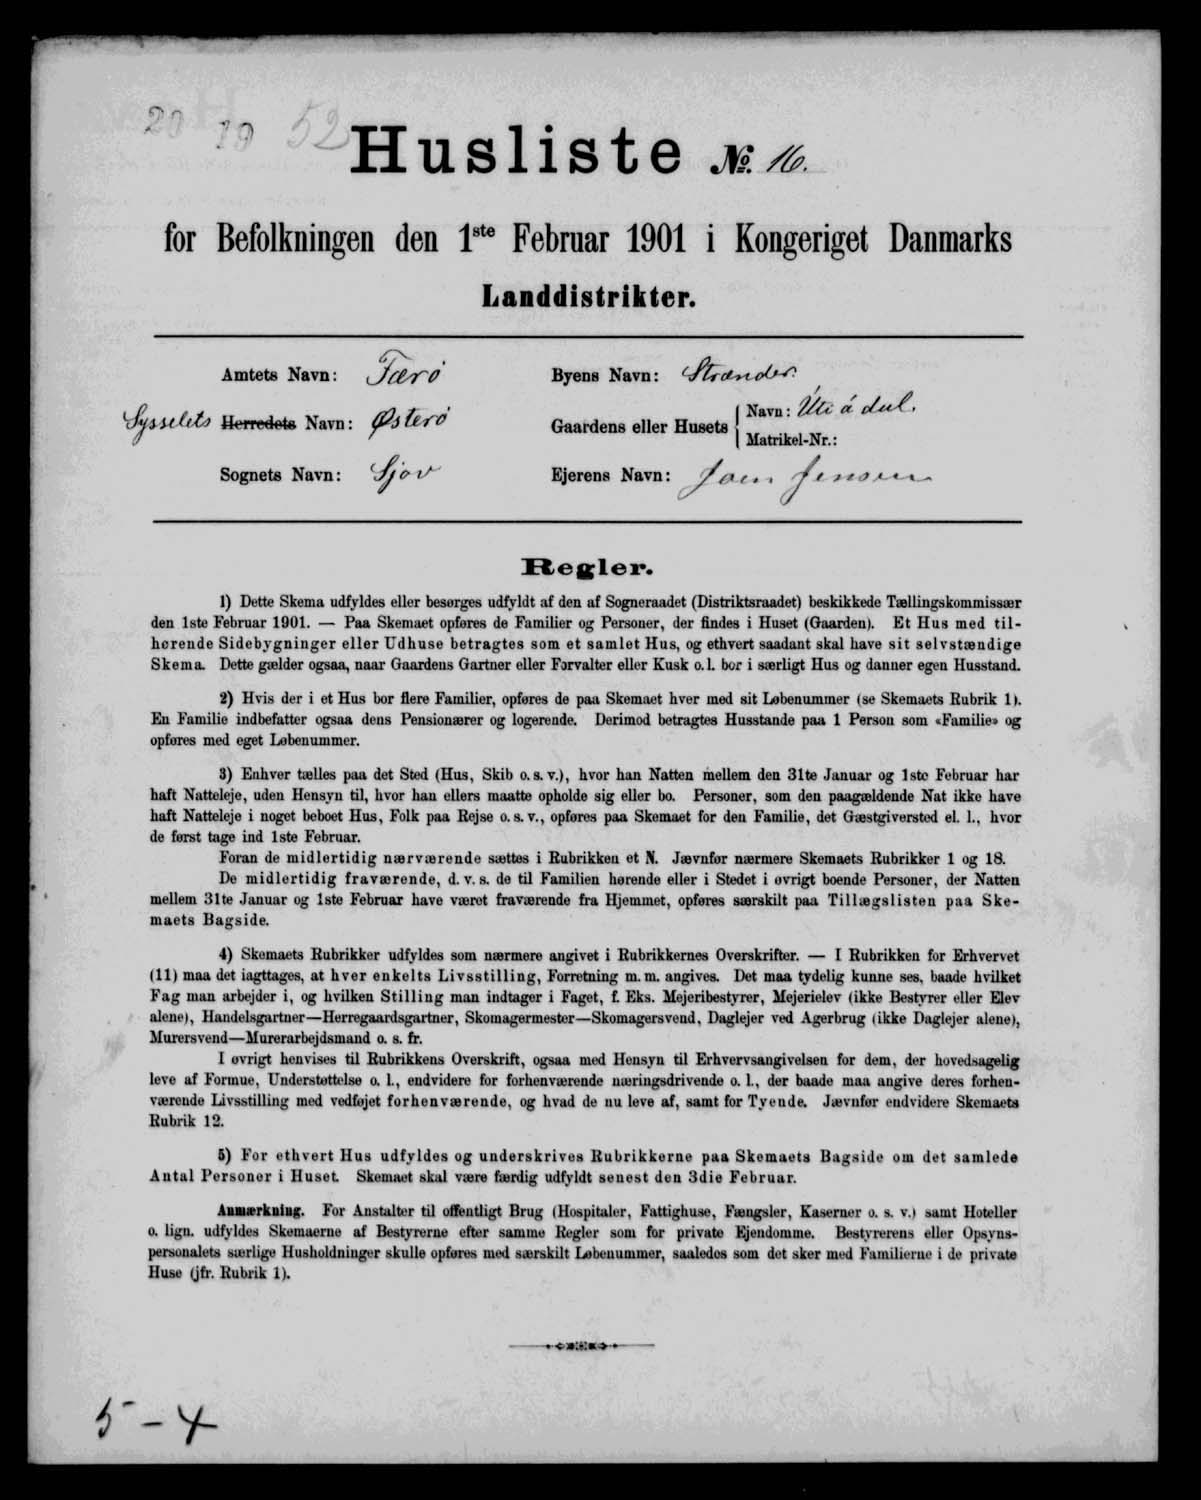 20 19 52
Husliste No. 16.
for Befolkningen den 1ste Februar 1901 i Kongeriget Danmarks
Landdistrikter.
Amtets Navn: Færö
Byens Navn: Strænder.
Sysselets Herredets Navn: Østerö
Gaardens eller Husets Navn: Úti á dal.
Matrikel-Nr.:
Sognets Navn: Sjov
Ejerens Navn: Joen Jensen
Regler.
1) Dette Skema udfyldes eller besørges udfyldt af den af Sogneraadet (Distriktsraadet) beskikkede Tællingskommissær
den 1ste Februar 1901. — Paa Skemaet opføres de Familier og Personer, der findes i Huset (Gaarden). Et Hus med til-
hørende Sidebygninger eller Udhuse betragtes som et samlet Hus, og ethvert saadant skal have sit selvstændige
Skema. Dette gælder ogsaa, naar Gaardens Gartner eller Forvalter eller Kusk o. l. bor i særligt Hus og danner egen Husstand.
2) Hvis der i et Hus bor flere Familier, opføres de paa Skemaet hver med sit Løbenummer (se Skemaets Rubrik 1).
En Familie indbefatter ogsaa dens Pensionærer og logerende. Derimod betragtes Husstande paa 1 Person som «Familie» og
opføres med eget Løbenummer.
3) Enhver tælles paa det Sted (Hus, Skib o. s. v.), hvor han Natten mellem den 31te Januar og 1ste Februar har
haft Natteleje, uden Hensyn til, hvor han ellers maatte opholde sig eller bo. Personer, som den paagældende Nat ikke have
haft Natteleje i noget beboet Hus, Folk paa Rejse o. s. v., opføres paa Skemaet for den Familie, det Gæstgiversted el. l., hvor
de først tage ind 1ste Februar.
Foran de midlertidig nærværende sættes i Rubrikken et N. Jævnfør nærmere Skemaets Rubrikker 1 og 18.
De midlertidig fraværende, d. v. s. de til Familien hørende eller i Stedet i øvrigt boende Personer, der Natten
mellem 31te Januar og 1ste Februar have været fraværende fra Hjemmet, opføres særskilt paa Tillægslisten paa Ske-
maets Bagside.
4) Skemaets Rubrikker udfyldes som nærmere angivet i Rubrikkernes Overskrifter. — I Rubrikken for Erhvervet
(11) maa det iagttages, at hver enkelts Livsstilling, Forretning m. m. angives. Det maa tydelig kunne ses, baade hvilket
Fag man arbejder i, og hvilken Stilling man indtager i Faget, f. Eks. Mejeribestyrer, Mejerielev (ikke Bestyrer eller Elev
alene), Handelsgartner—Herregaardsgartner, Skomagermester—Skomagersvend, Daglejer ved Agerbrug (ikke Daglejer alene),
Murersvend—Murerarbejdsmand o. s. fr.
I øvrigt henvises til Rubrikkens Overskrift, ogsaa med Hensyn til Erhvervsangivelsen for dem, der hovedsagelig
leve af Formue, Understøttelse o. l., endvidere for forhenværende næringsdrivende o. l., der baade maa angive deres forhen-
værende Livsstilling med vedføjet forhenværende, og hvad de nu leve af, samt for Tyende. Jævnfør endvidere Skemaets
Rubrik 12.
5) For ethvert Hus udfyldes og underskrives Rubrikkerne paa Skemaets Bagside om det samlede
Antal Personer i Huset. Skemaet skal være færdig udfyldt senest den 3die Februar.
Anmærkning. For Anstalter til offentligt Brug (Hospitaler, Fattighuse, Fængsler, Kaserner o. s. v.) samt Hoteller
o. lign. udfyldes Skemaerne af Bestyrerne efter samme Regler som for private Ejendomme. Bestyrerens eller Opsyns-
personalets særlige Husholdninger skulle opføres med særskilt Løbenummer, saaledes som det sker med Familierne i de private
Huse (jfr. Rubrik 1).
5-4